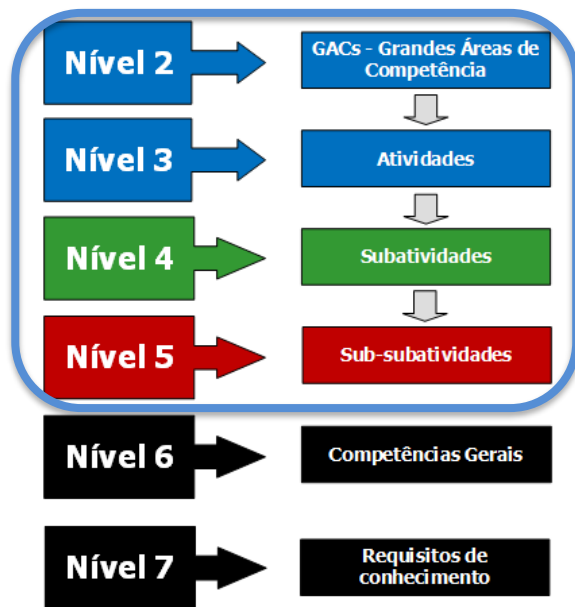 Nível 2
GACs - Grandes Áreas de
Competência
Nível 3
Atividades
Nível 4
Subatividades
Nível 5
Sub-subatividades
Nível 6
Competências Gerais
Nível 7
Requisitos de
conhecimento